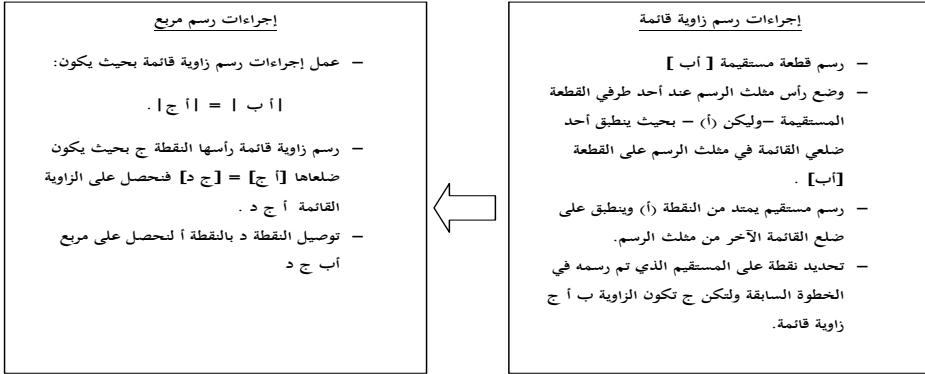 إجراءات رسم زاوية قائمة
– رسم قطعة مستقيمة [ أب ]
– وضع رأس مثلث الرسم عند أحد طرفي القطعة
المستقيمة –وليكن (أ) – بحيث ينطبق أحد
ضلعي القائمة في مثلث الرسم على القطعة
[أب] .
– رسم مستقيم يمتد من النقطة (أ) وينطبق على
ضلع القائمة الآخر من مثلث الرسم.
– تحديد نقطة على المستقيم الذي تم رسمه في
الخطوة السابقة ولتكن ج تكون الزاوية ب أ ج
زاوية قائمة.
إجراءات رسم مربع
– عمل إجراءات رسم زاوية قائمة بحيث يكون:
|أ ب | = |أ ج| .
– رسم زاوية قائمة رأسها النقطة ج بحيث يكون
ضلعاها [أ ج] = [ج د] فنحصل على الزاوية
القائمة أ ج د .
– توصيل النقطة د بالنقطة أ لنحصل على مربع
أب ج د